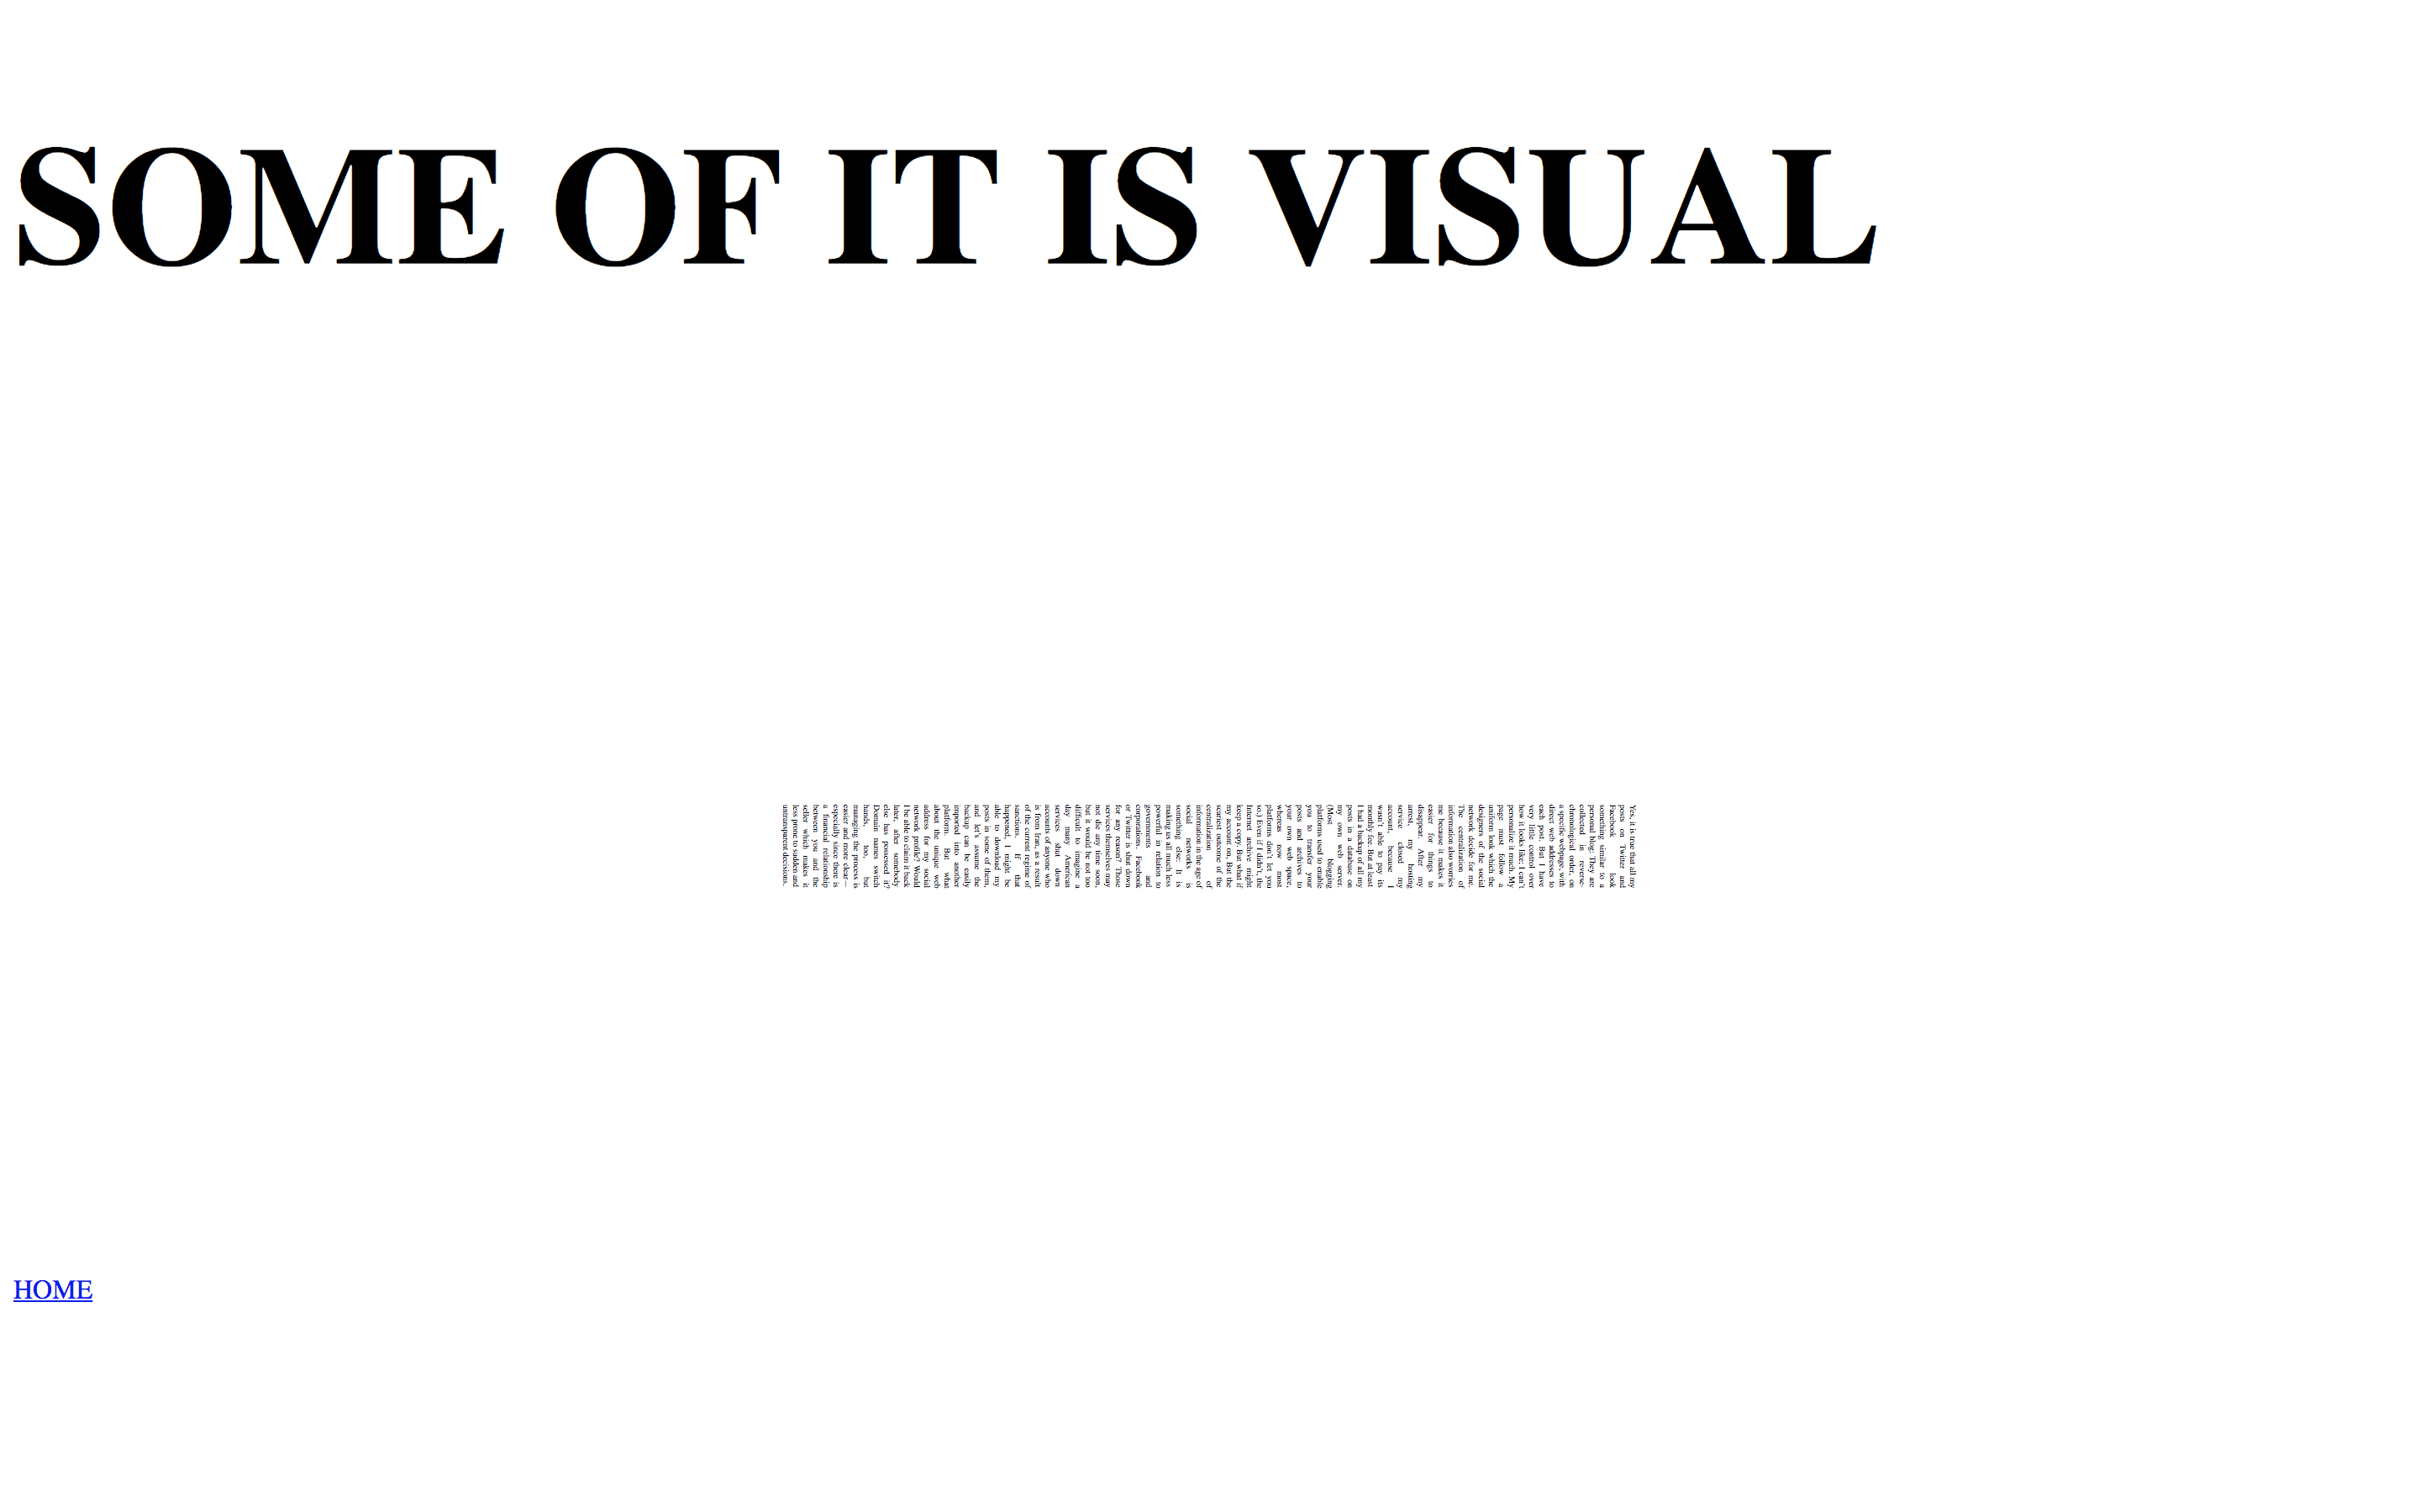 SOME OF IT IS VISUAL
Yes, it is true that all my
posts on Twitter and
Facebook look
something similar to a
personal blog: They are
collected in reverse-
chronological order, on
a specific webpage, with
direct web addresses to
each post. But I have
very little control over
how it looks like; I can't
personalize it much. My
page must follow a
uniform look which the
designers of the social
network decide for me.
The centralization of
information also worries
me because it makes it
easier for things to
disappear. After my
arrest, my hosting
service closed my
account, because I
wasn't able to pay its
monthly fee. But at least
I had a backup of all my
posts in a database on
my own web server.
(Most blogging
platforms used to enable
you to transfer your
posts and archives to
your own web space,
whereas now most
platforms don't let you
so.) Even if I didn't, the
Internet archive might
keep a copy. But what if
my account on, But the
scariest outcome of the
centralization of
information in the age of
social networks is
something else: It is
making us all much less
powerful in relation to
governments and
corporations. Facebook
or Twitter is shut down
for any reason? Those
services themselves may
not die any time soon,
but it would be not too
difficult to imagine a
day many American
services shut down
accounts of anyone who
is from Iran, as a result
of the current regime of
sanctions. If that
happened, I might be
able to download my
posts in some of them,
and let's assume the
backup can be easily
imported into another
platform. But what
about the unique web
address for my social
network profile? Would
I be able to claim it back
later, after somebody
else has possessed it?
Domain names switch
hands, too, but
managing the process is
easier and more clear—
especially since there is
a financial relationship
between you and the
seller which makes it
less prone to sudden and
untransparent decisions.
HOME